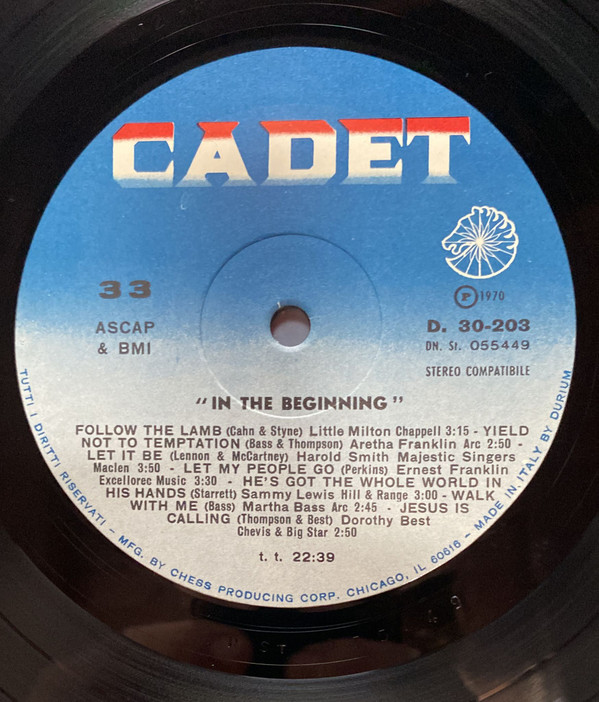 CADET
33
ASCAP
& BMI
P 1970
D. 30-203
DN. St. 055449
STEREO COMPATIBILE
"IN THE BEGINNING"
FOLLOW THE LAMB (Cahn & Styne) Little Milton Chappell 3:15 - YIELD
NOT TO TEMPTATION (Bass & Thompson) Aretha Franklin Arc 2:50 -
LET IT BE (Lennon & McCartney) Harold Smith Majestic Singers
Maclen 3:50 - LET MY PEOPLE GO (Perkins) Ernest Franklin
Excellorec Music 3:30 - HE'S GOT THE WHOLE WORLD IN
HIS HANDS (Starrett) Sammy Lewis Hill & Range 3:00 - WALK
WITH ME (Bass) Martha Bass Arc 2:45 - JESUS IS
CALLING (Thompson & Best) Dorothy Best
Chevis & Big Star 2:50
t. t. 22:39
TUTTI I DIRITTI RISERVATI - MFG. BY CHESS PRODUCING CORP. CHICAGO, IL 60616 - MADE IN ITALY BY DURIUM